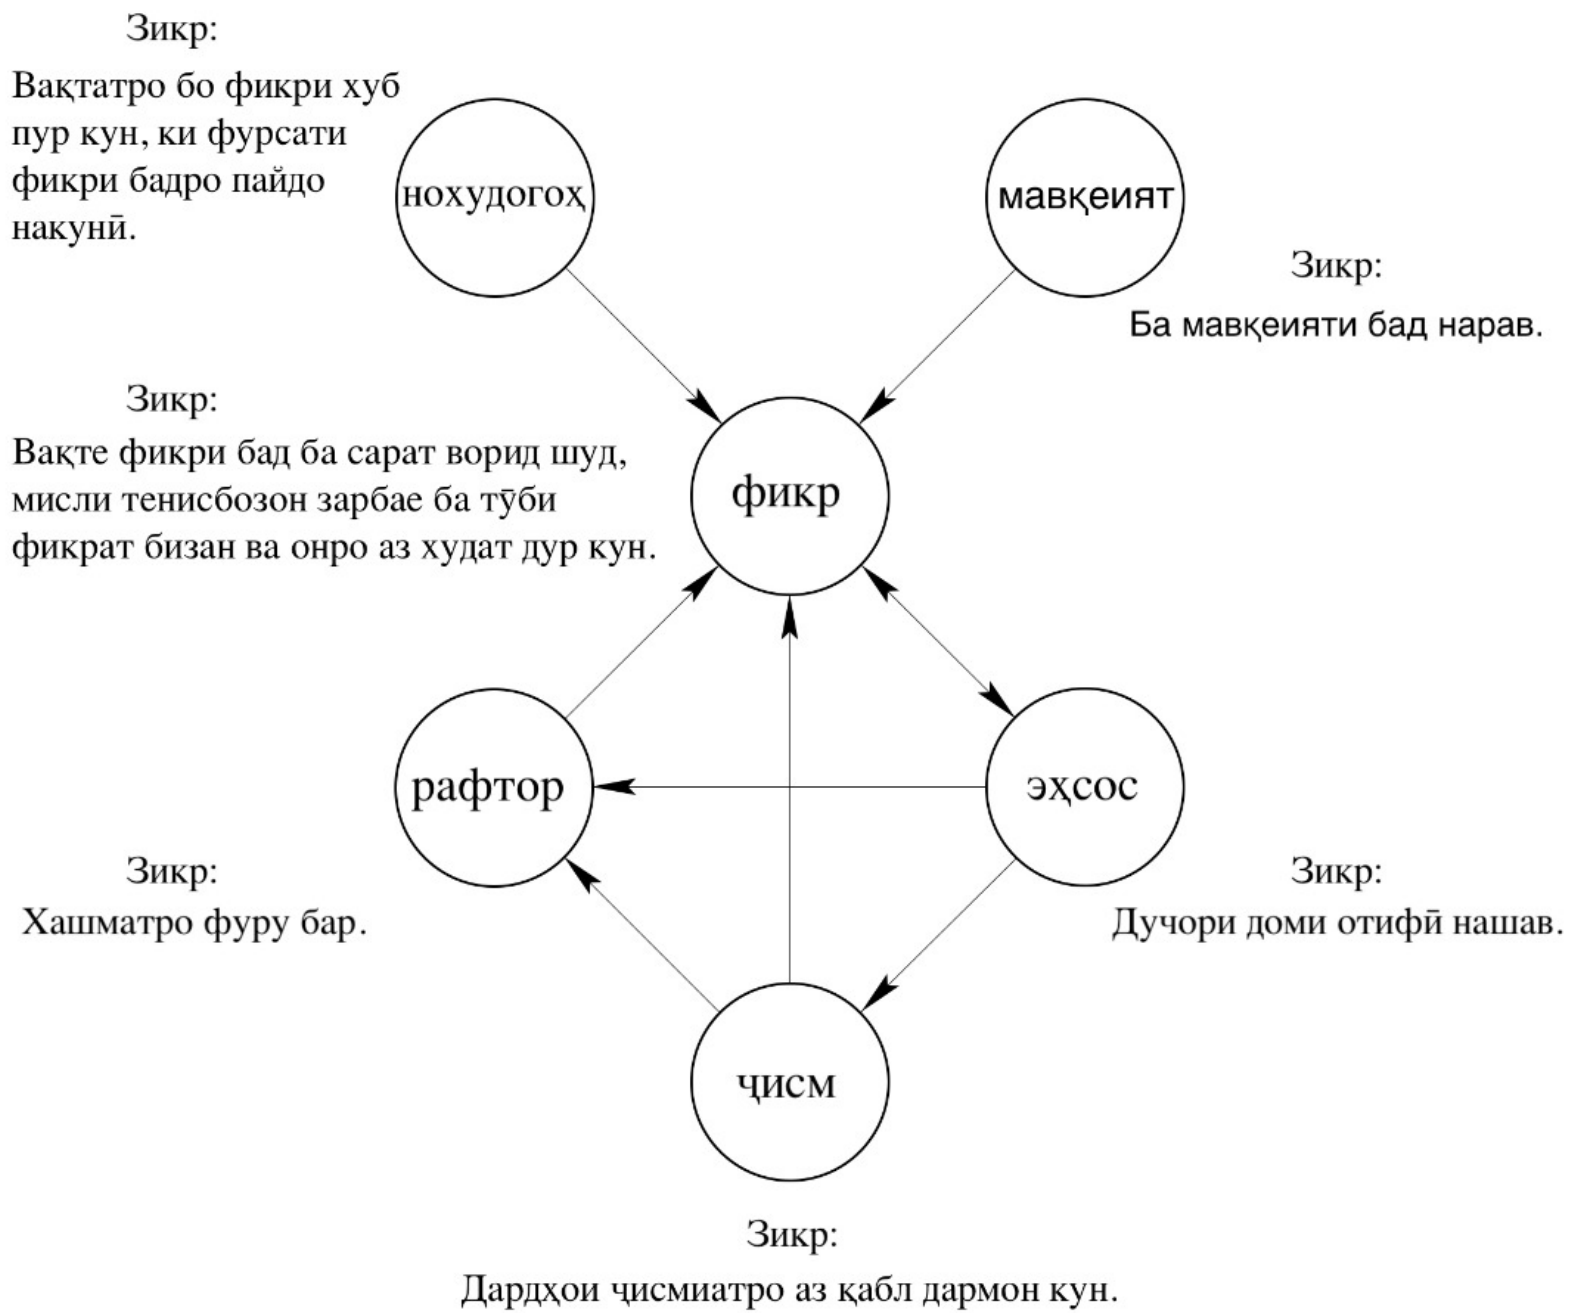 Зикр:
Вақтатро бо фикри хуб
пур кун, ки фурсати
фикри бадро пайдо
накунӣ.
нохудогоҳ
мавқеият
Зикр:
Ба мавқеияти бад нарав.
Зикр:
Вақте фикри бад ба сарат ворид шуд,
мисли тенисбозон зарбае ба тӯби
фикрат бизан ва онро аз худат дур кун.
фикр
рафтор
эҳсос
Зикр:
Хашматро фуру бар.
Зикр:
Дучори доми отифӣ нашав.
ҷисм
Зикр:
Дардҳои ҷисмиатро аз қабл дармон кун.